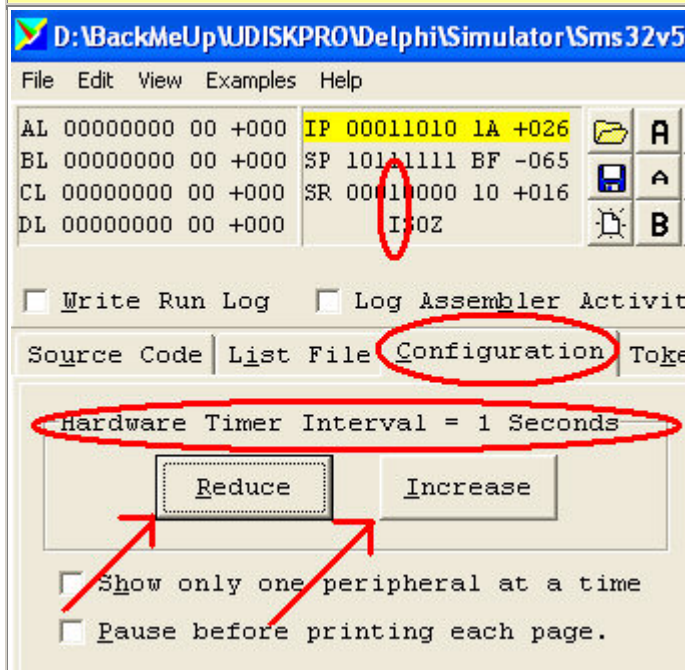 D:\BackMeUp\UDISKPRO\Delphi\Simulator\Sms32v5
File Edit View Examples Help
AL 00000000 00 +000 IP 00011010 1A +026
A
BL 00000000 00 +000 SP 10111111 BF -065
CL 00000000 00 +000 SR 00010000 10 +016
A
DL 00000000 00 +000 ISOZ
B
Write Run Log Log Assembler Activit
Source Code List File Configuration Toke
Hardware Timer Interval = 1 Seconds
Reduce Increase
Show only one peripheral at a time
Pause before printing each page.